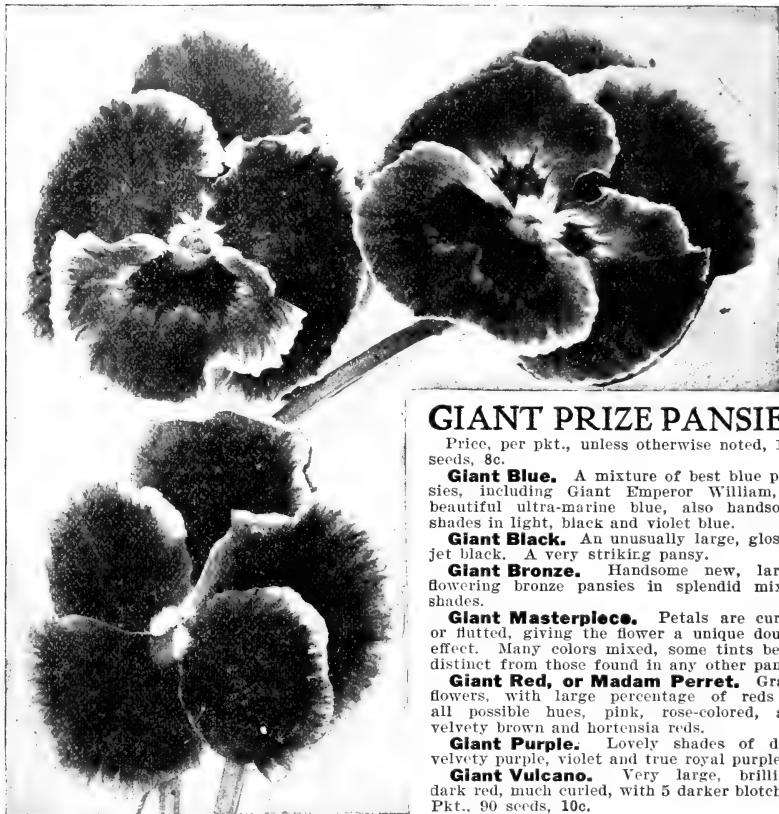 GIANT PRIZE PANSIE
Price, per pkt., unless otherwise noted, 1
seeds, 8c.
Giant Blue. A mixture of best blue p
sies, including Giant Emperor William,
beautiful ultra-marine blue, also handso
shades in light, black and violet blue.
Giant Black. An unusually large, glos
jet black. A very striking pansy.
Giant Bronze. Handsome new, lar
flowering bronze pansies in splendid mix
shades.
Giant Masterpiece. Petals are cur
or flutted, giving the flower a unique dou
effect. Many colors mixed, some tints be
distinct from those found in any other pan
Giant Red, or Madam Perret. Gra
flowers, with large percentage of reds
all possible hues, pink, rose-colored, a
velvety brown and hortensia reds.
Giant Purple. Lovely shades of d
velvety purple, violet and true royal purple
Giant Vulcano. Very large, brilli
dark red, much curled, with 5 darker blotch
Pkt., 90 seeds, 10c.